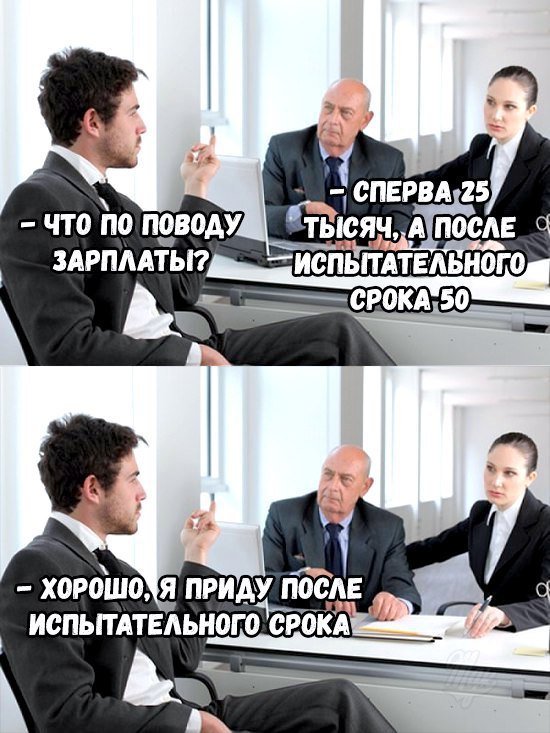 - ЧТО ПО ПОВОДУ
ЗАРПЛАТЫ?
- СПЕРВА 25
ТЫСЯЧ, А ПОСЛЕ
ИСПЫТАТЕЛЬНОГО
СРОКА 50
- ХОРОШО, Я ПРИДУ ПОСЛЕ
ИСПЫТАТЕЛЬНОГО СРОКА